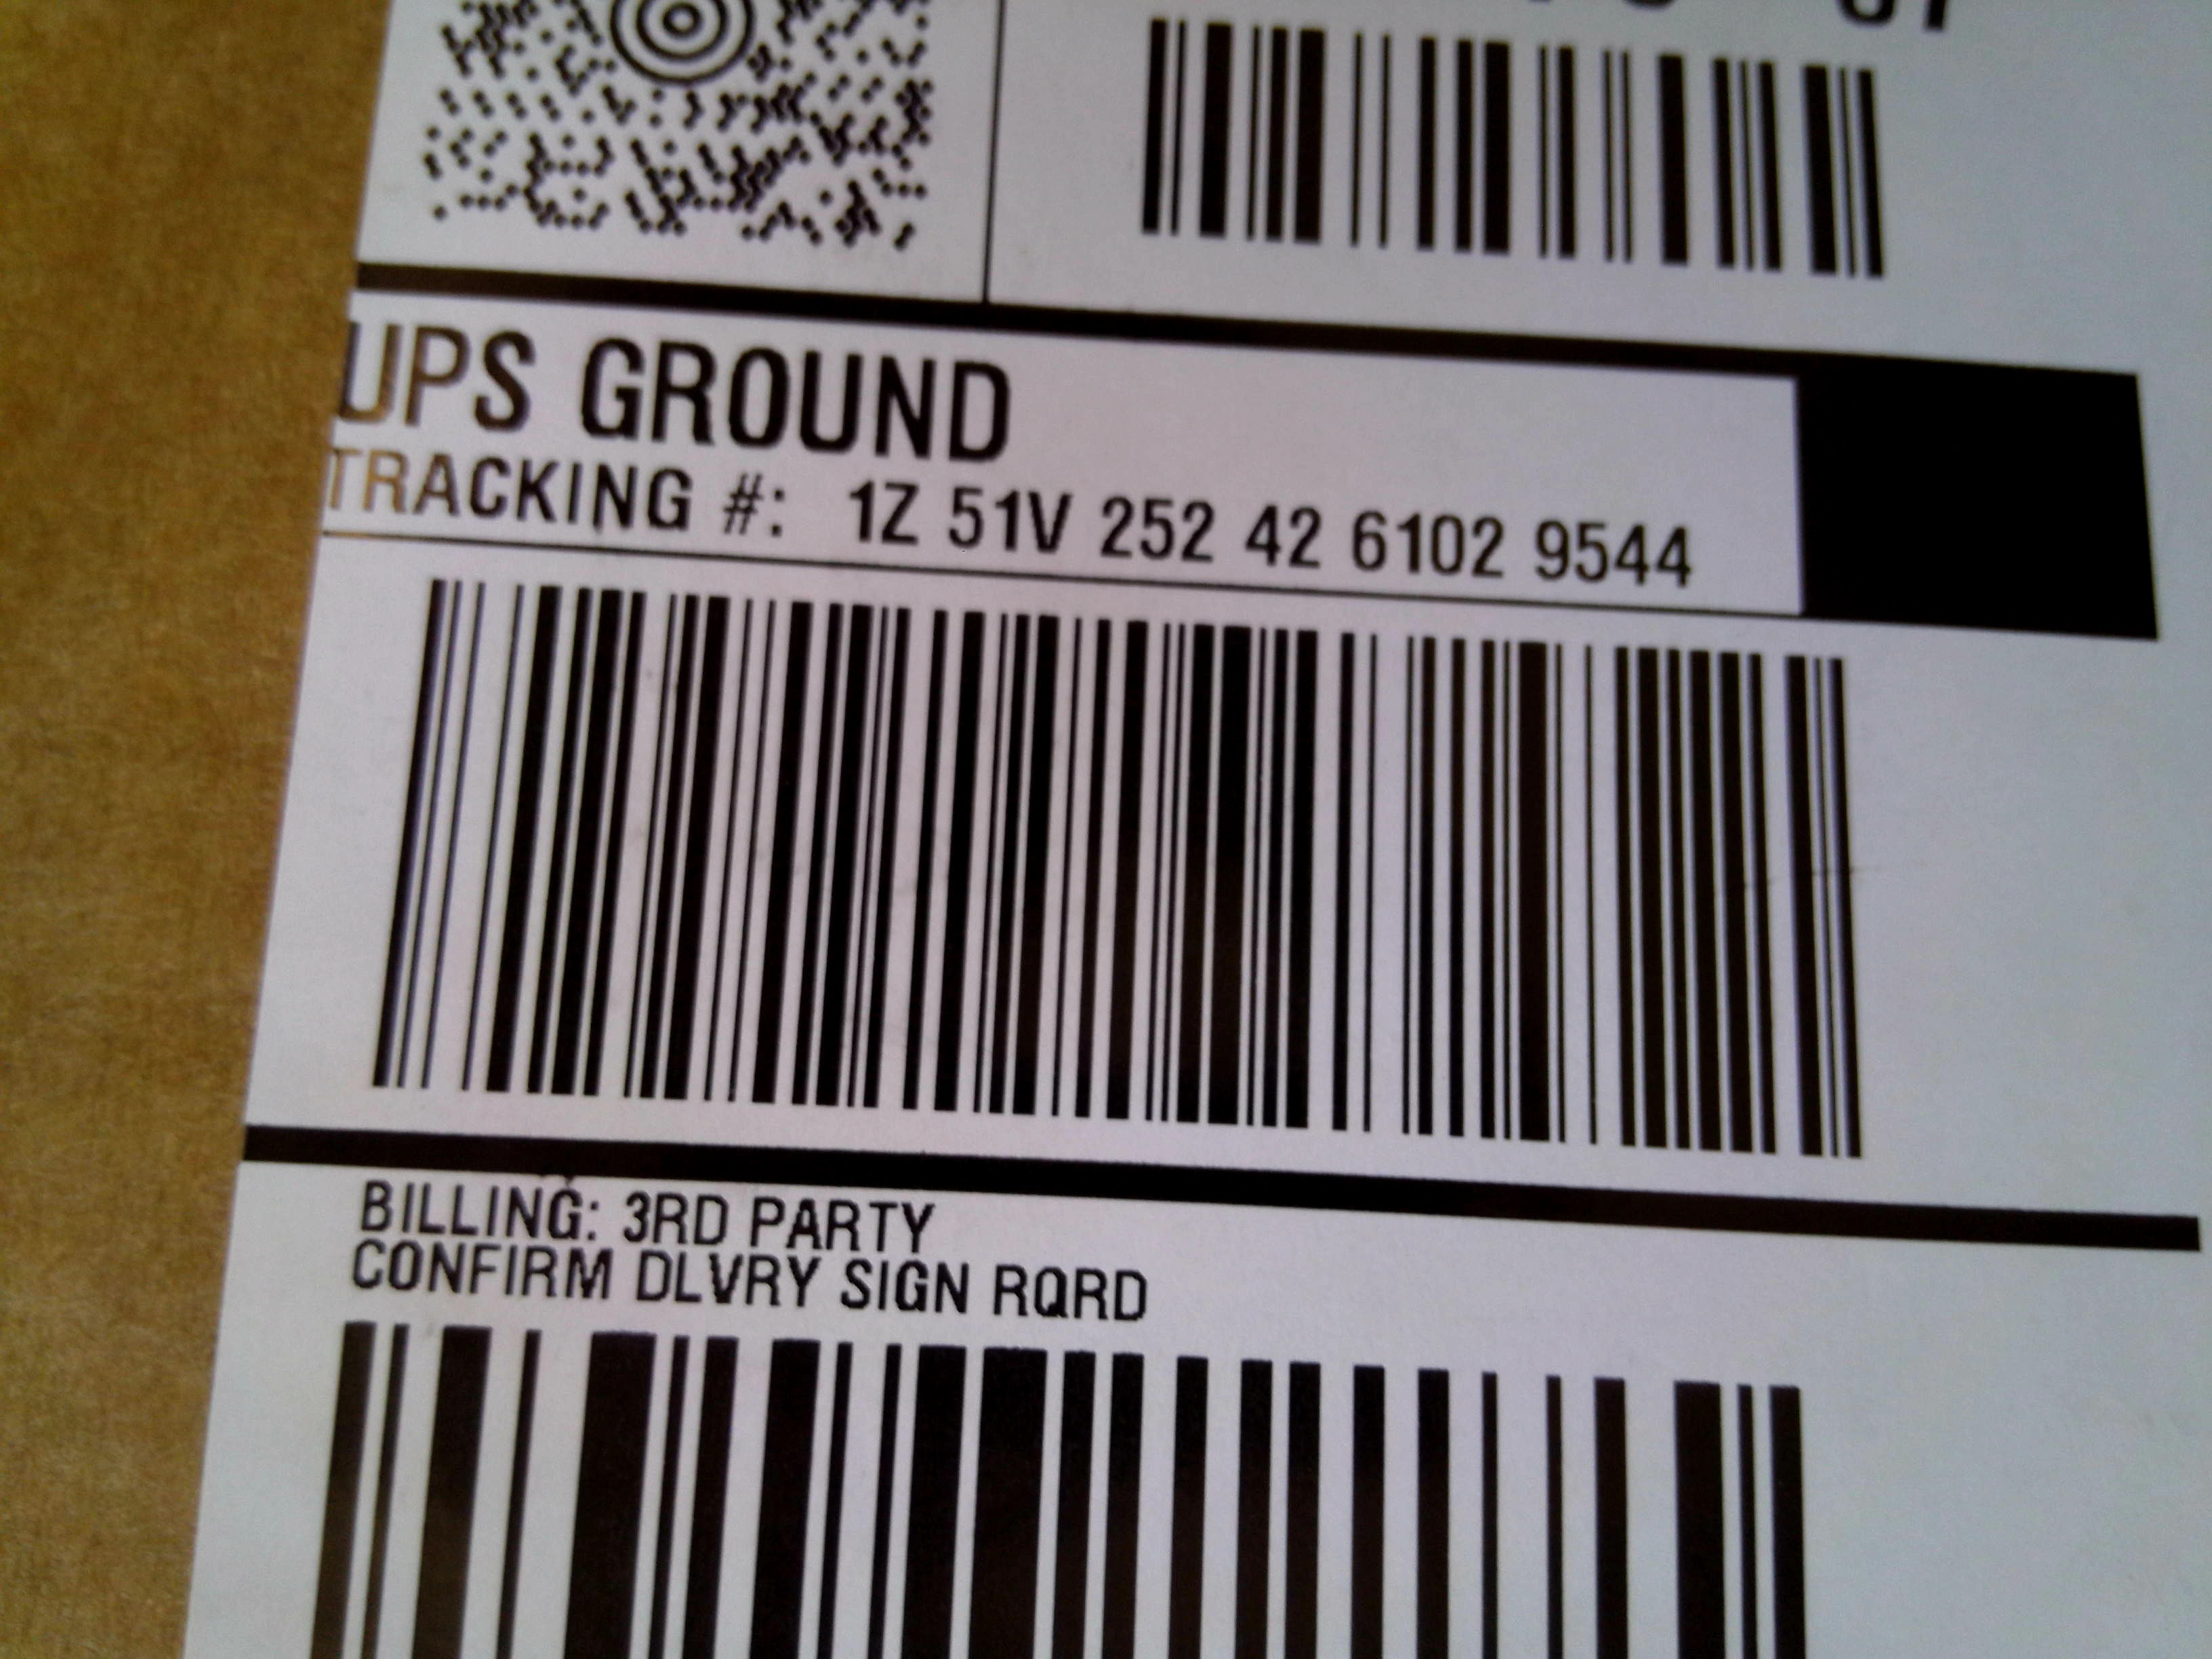 UPS GROUND
TRACKING #: 1Z 51V 252 42 6102 9544
BILLING: 3RD PARTY
CONFIRM DLVRY SIGN RQRD